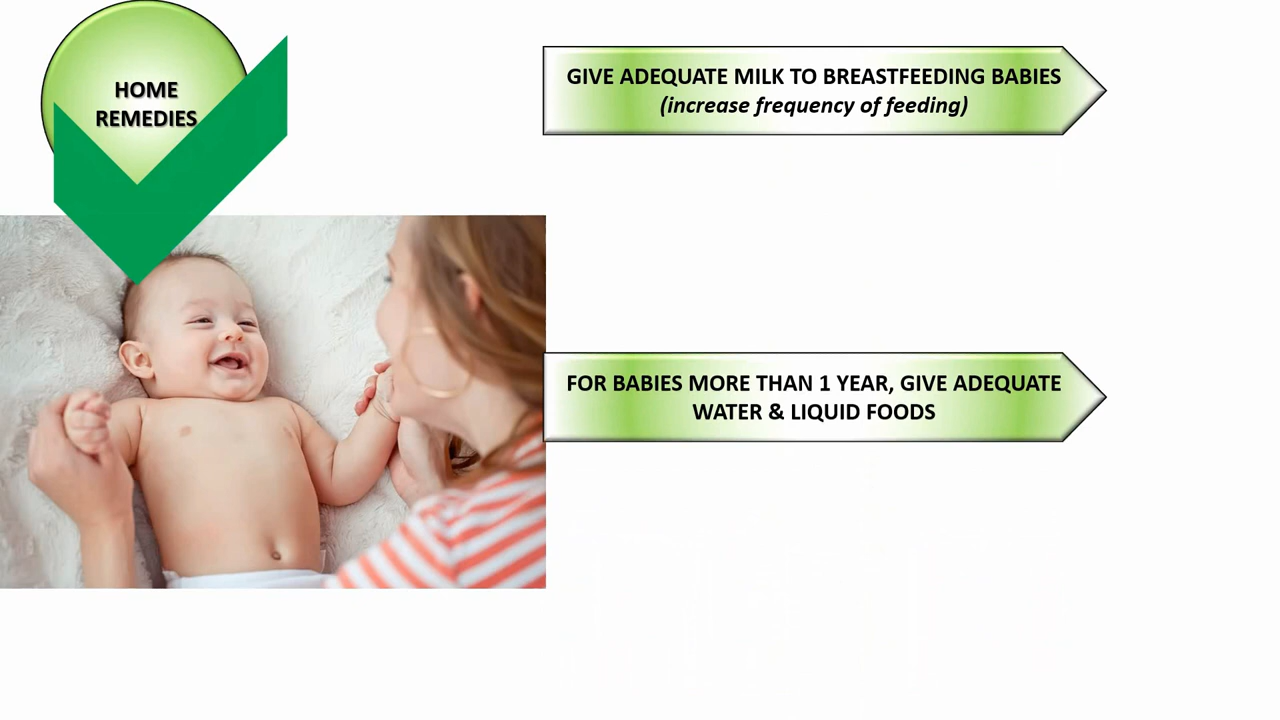 HOME
REMEDIES
GIVE ADEQUATE MILK TO BREASTFEEDING BABIES
(increase frequency of feeding)
FOR BABIES MORE THAN 1 YEAR, GIVE ADEQUATE
WATER & LIQUID FOODS